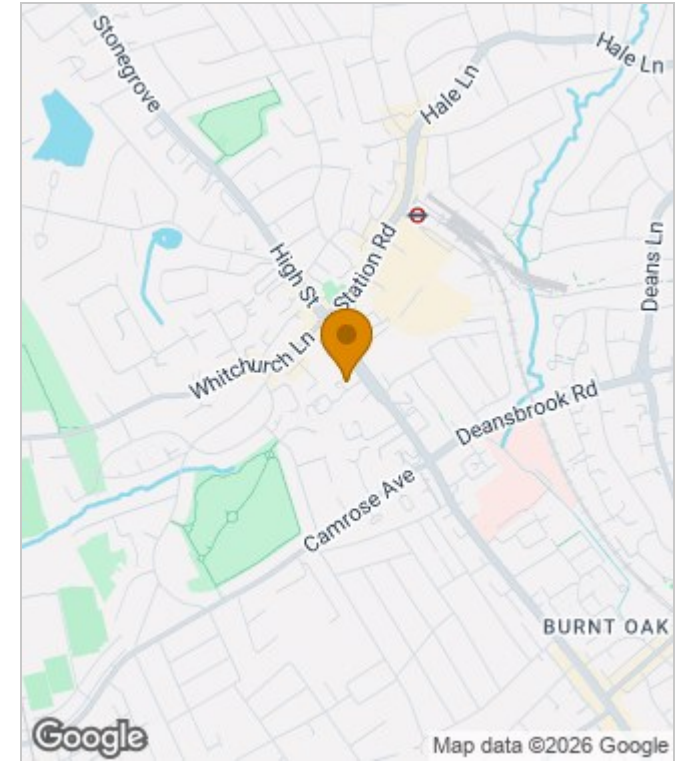 Stonegrove
Hale Ln
Hale Ln
Station Rd
High St
Deans Ln
Whitchurch Ln
Deansbrook Rd
Camrose Ave
BURNT OAK
Google
Map data ©2026 Google